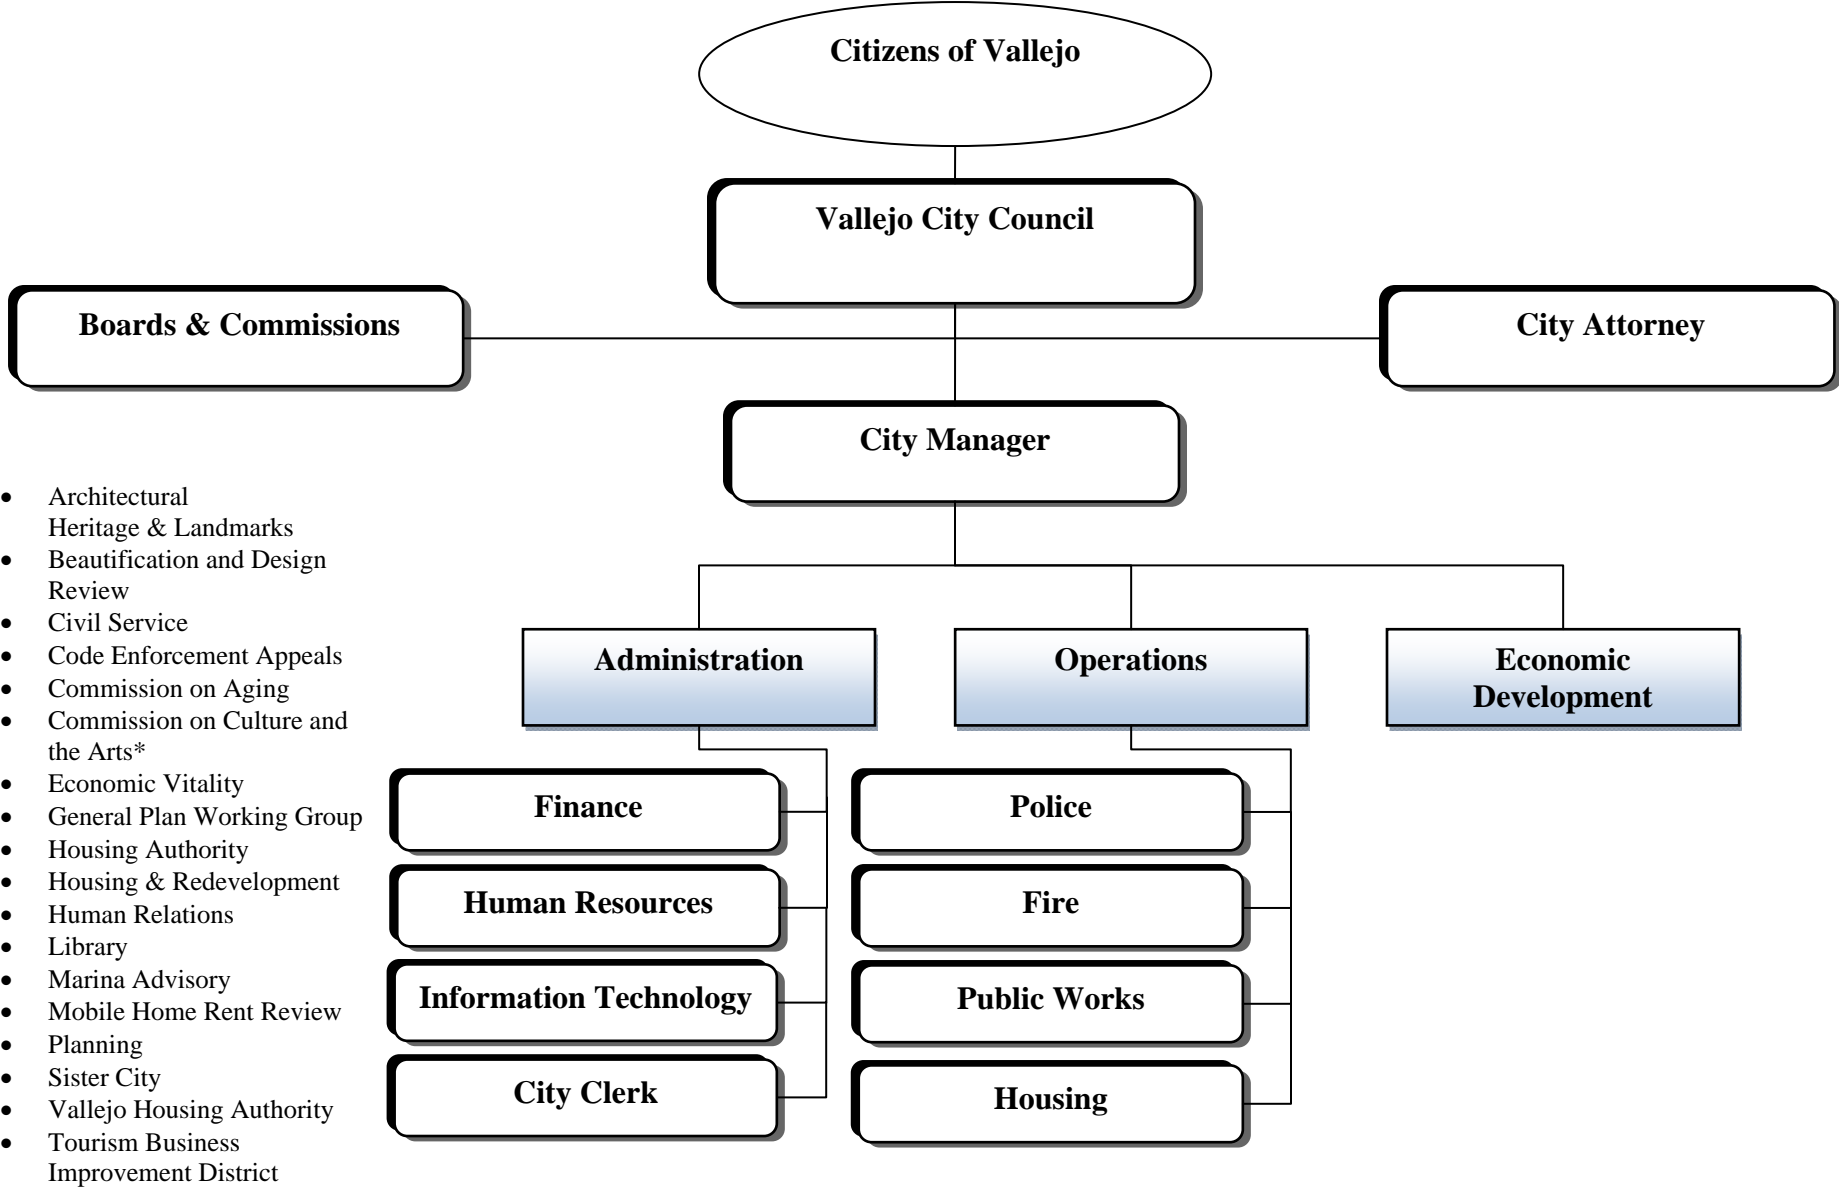 Citizens of Vallejo
Vallejo City Council
Boards & Commissions
City Attorney
City Manager
• Architectural
Heritage & Landmarks
• Beautification and Design
Review
• Civil Service
• Code Enforcement Appeals
• Commission on Aging
• Commission on Culture and
the Arts*
• Economic Vitality
• General Plan Working Group
• Housing Authority
• Housing & Redevelopment
• Human Relations
• Library
• Marina Advisory
• Mobile Home Rent Review
• Planning
• Sister City
• Vallejo Housing Authority
• Tourism Business
Improvement District
Administration
Operations
Economic
Development
Finance
Human Resources
Information Technology
City Clerk
Police
Fire
Public Works
Housing